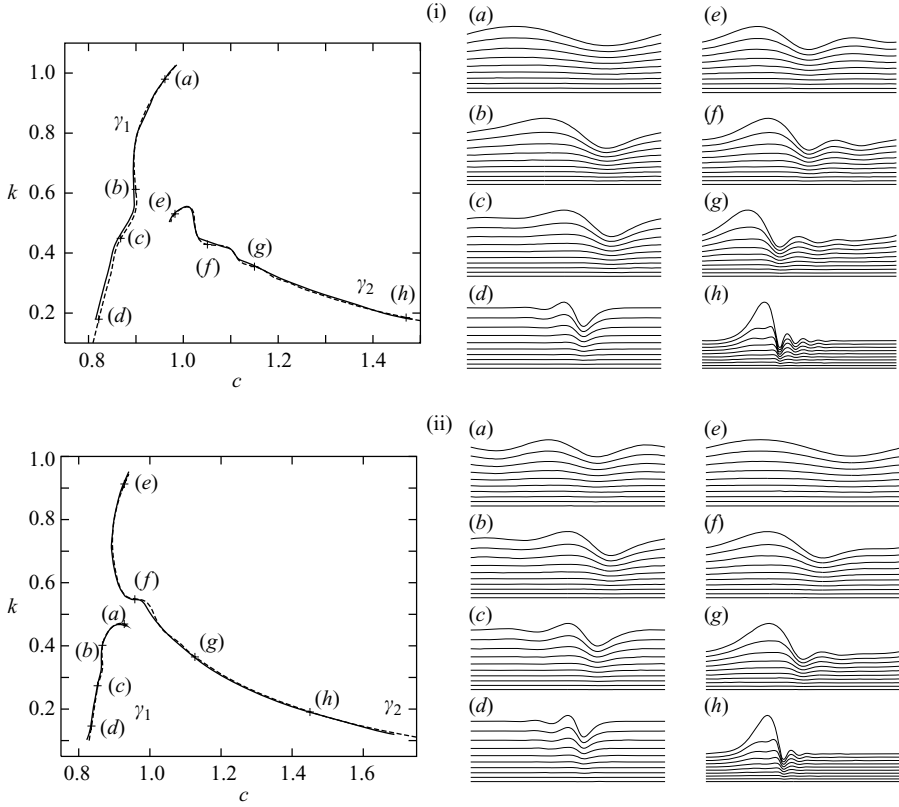 (i)
1.0
0.8
0.6
0.4
0.2
k
0.8
1.0
1.2
1.4
c
γ1
γ2
(a)
(b)
(c)
(d)
(e)
(f)
(g)
(h)
(a)
(e)
(b)
(f)
(c)
(g)
(d)
(h)
(ii)
1.0
0.8
0.6
0.4
0.2
k
0.8
1.0
1.2
1.4
1.6
c
(e)
(f)
(a)
(b)
(g)
(c)
(h)
(d)
γ1
γ2
(a)
(e)
(b)
(f)
(c)
(g)
(d)
(h)